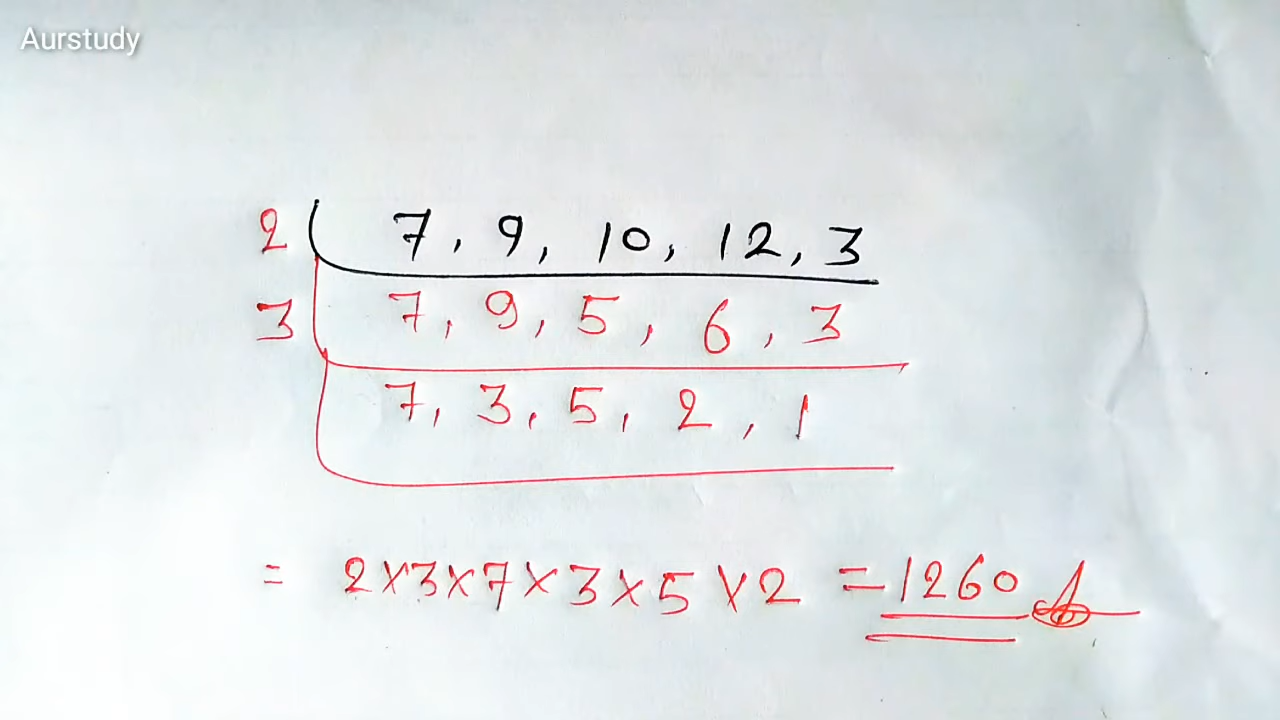 Aurstudy
2 7, 9, 10, 12, 3
3 7, 9, 5, 6, 3
7, 3, 5, 2, 1
= 2×3×7×3×5×2 = 1260